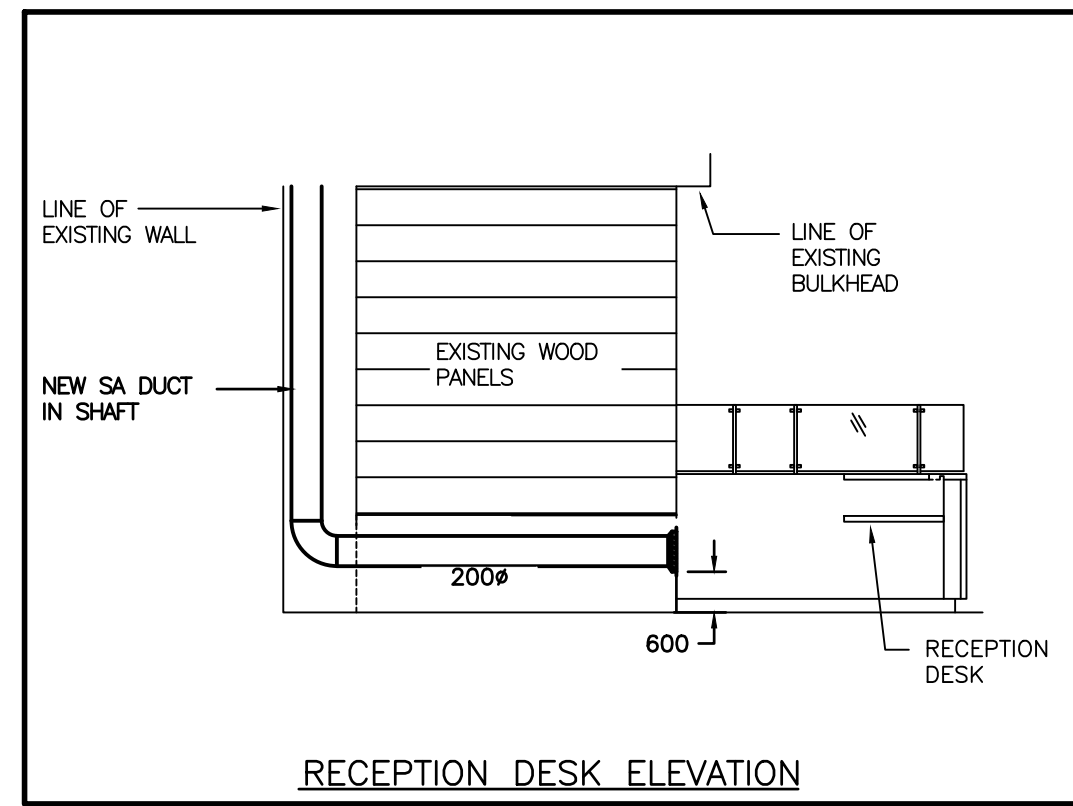 LINE OF
EXISTING WALL
LINE OF
EXISTING
BULKHEAD
EXISTING WOOD
PANELS
NEW SA DUCT
IN SHAFT
200ø
600
RECEPTION
DESK
RECEPTION DESK ELEVATION